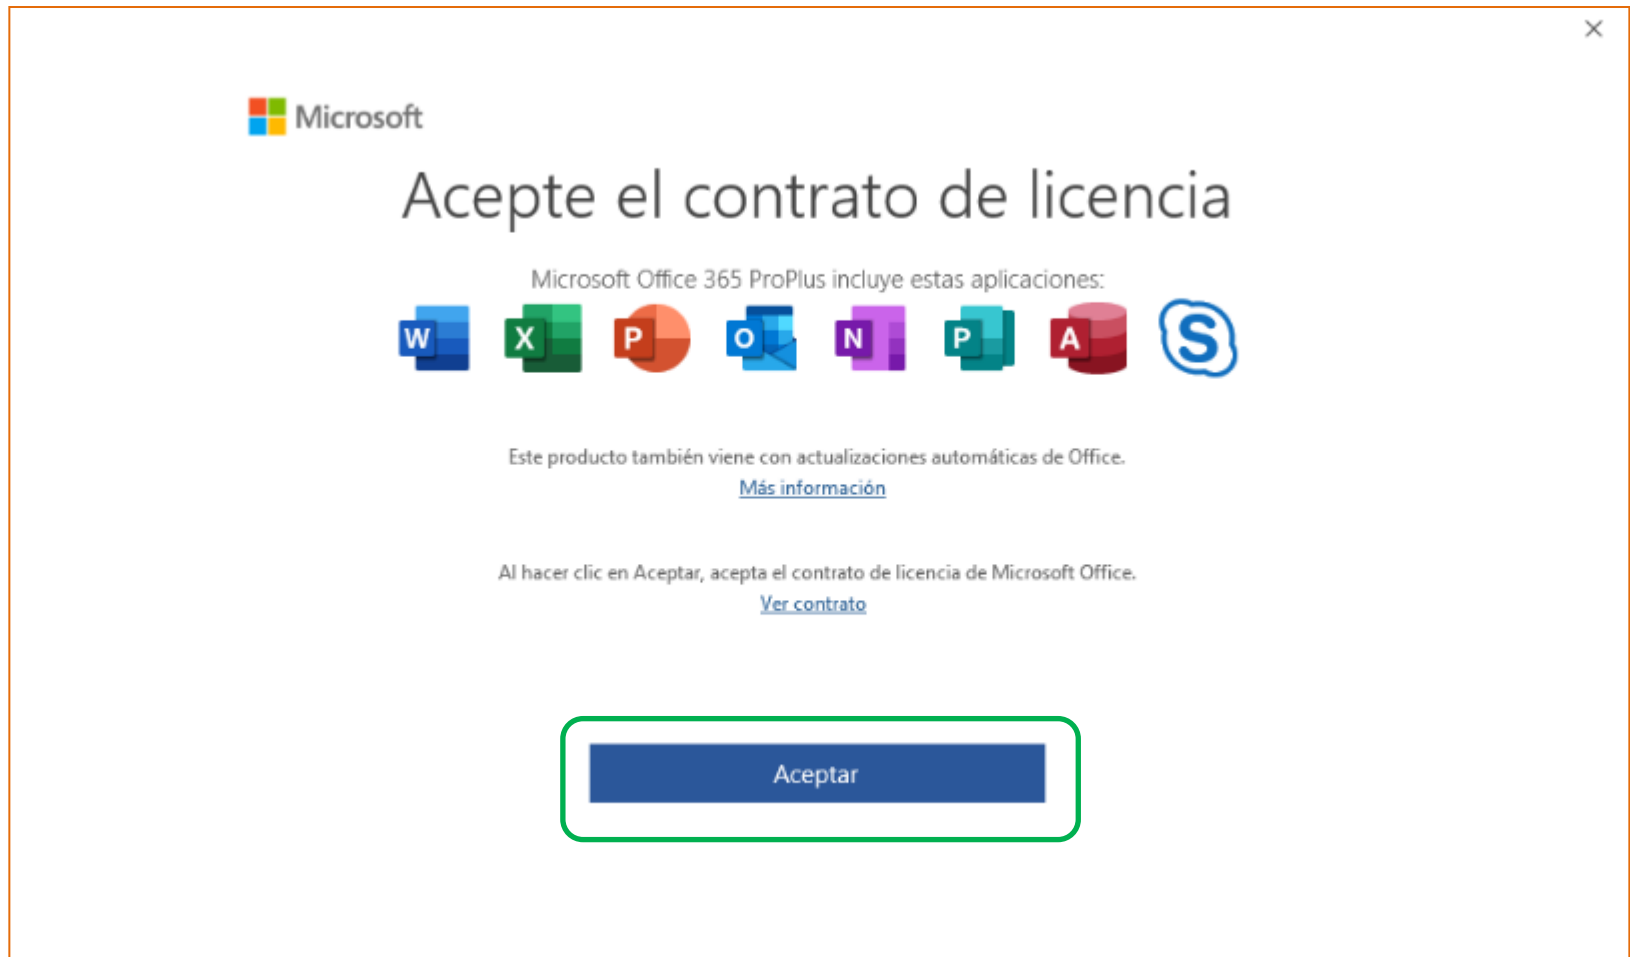 Microsoft
Acepte el contrato de licencia
Microsoft Office 365 ProPlus incluye estas aplicaciones:
W X P O N P A S
Este producto también viene con actualizaciones automáticas de Office.
Más información
Al hacer clic en Aceptar, acepta el contrato de licencia de Microsoft Office.
Ver contrato
Aceptar